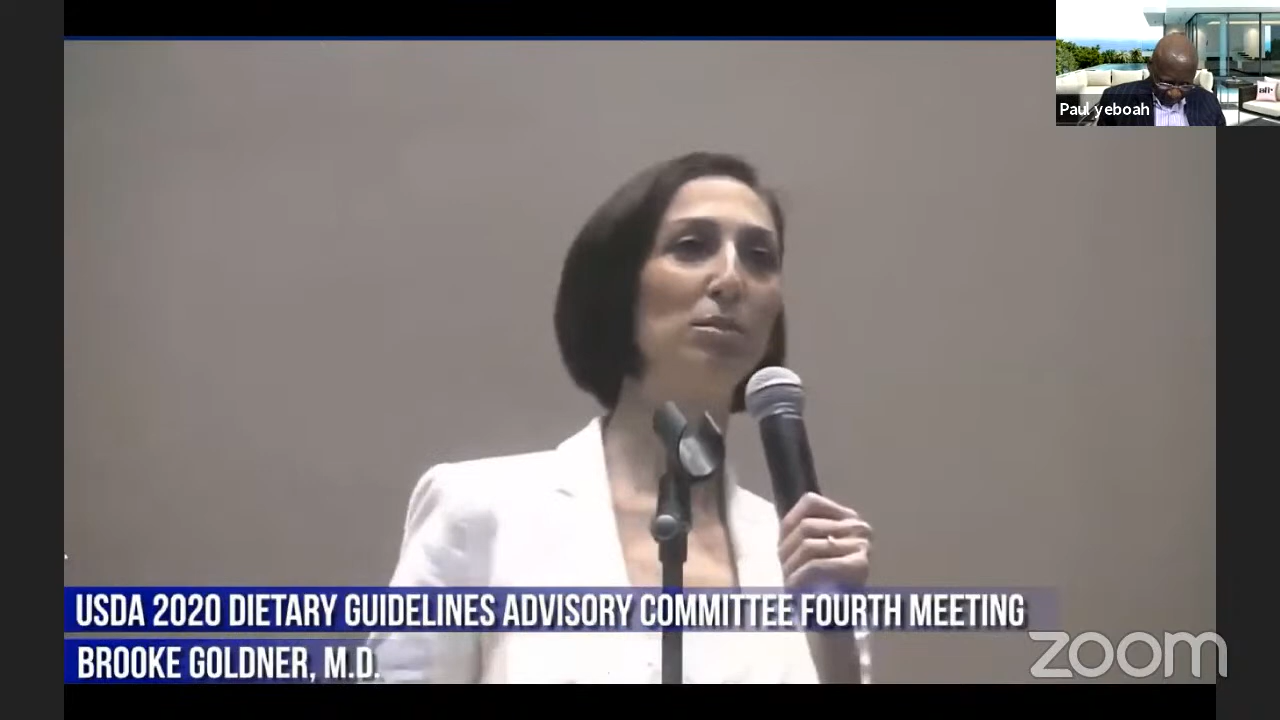 Paul yeboah
USDA 2020 DIETARY GUIDELINES ADVISORY COMMITTEE FOURTH MEETING
BROOKE GOLDNER, M.D.
zoom